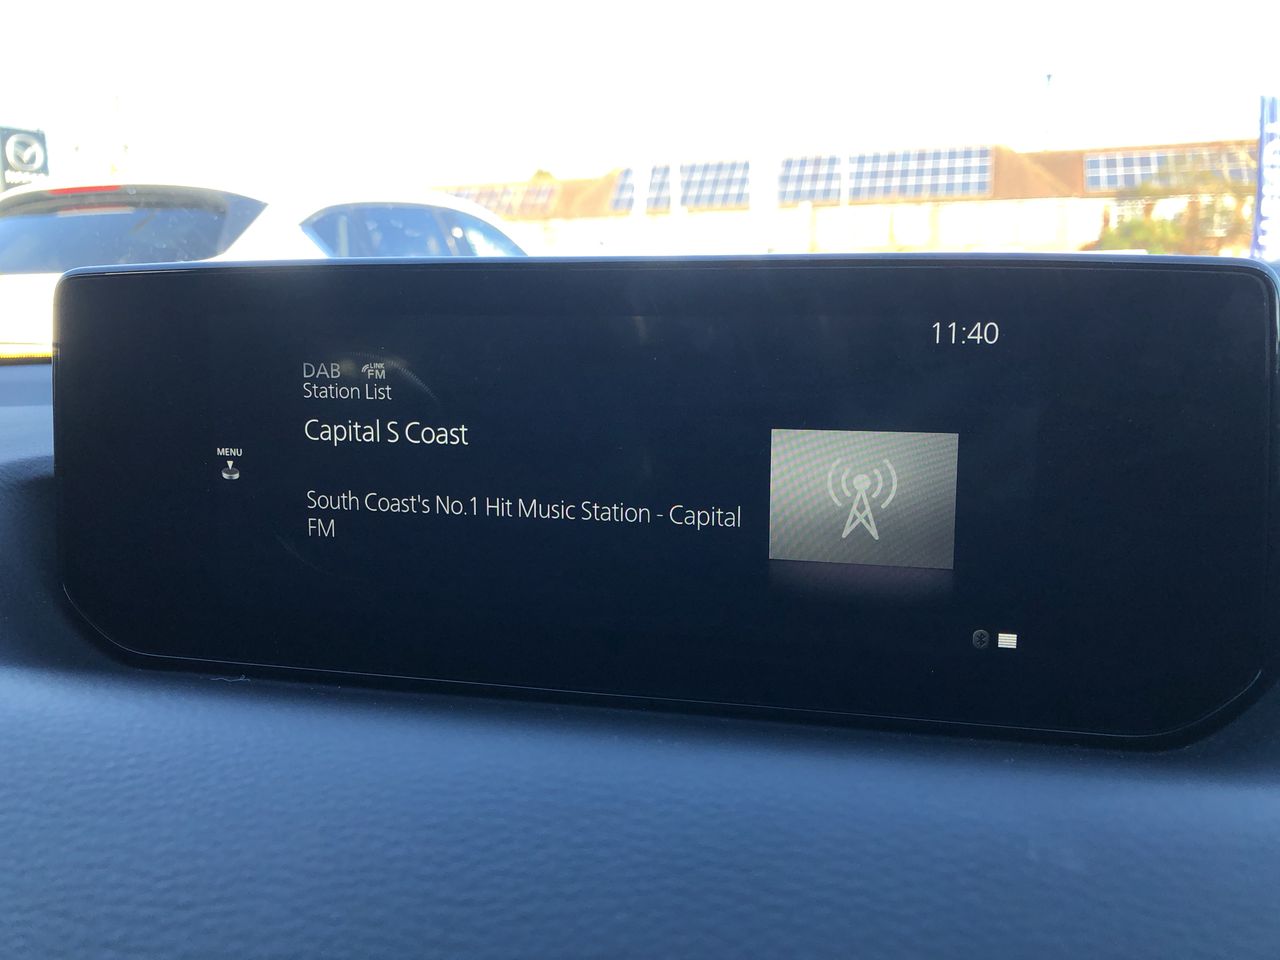 11:40
DAB LINK FM
Station List
Capital S Coast
MENU
South Coast's No.1 Hit Music Station - Capital
FM